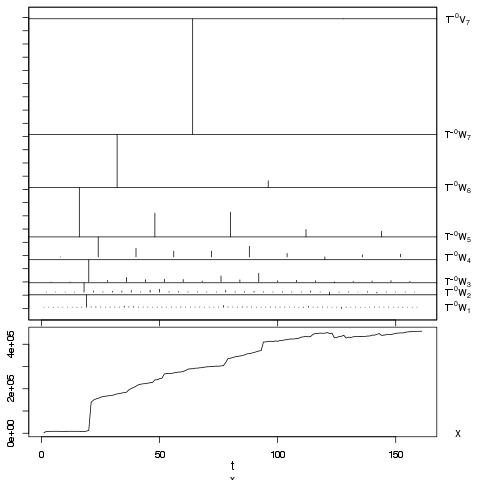 T⁻⁰V₇
T⁻⁰W₇
T⁻⁰W₆
T⁻⁰W₅
T⁻⁰W₄
T⁻⁰W₃
T⁻⁰W₂
T⁻⁰W₁
4e+05
2e+05
0e+00
X
0 50 100 150
t
x